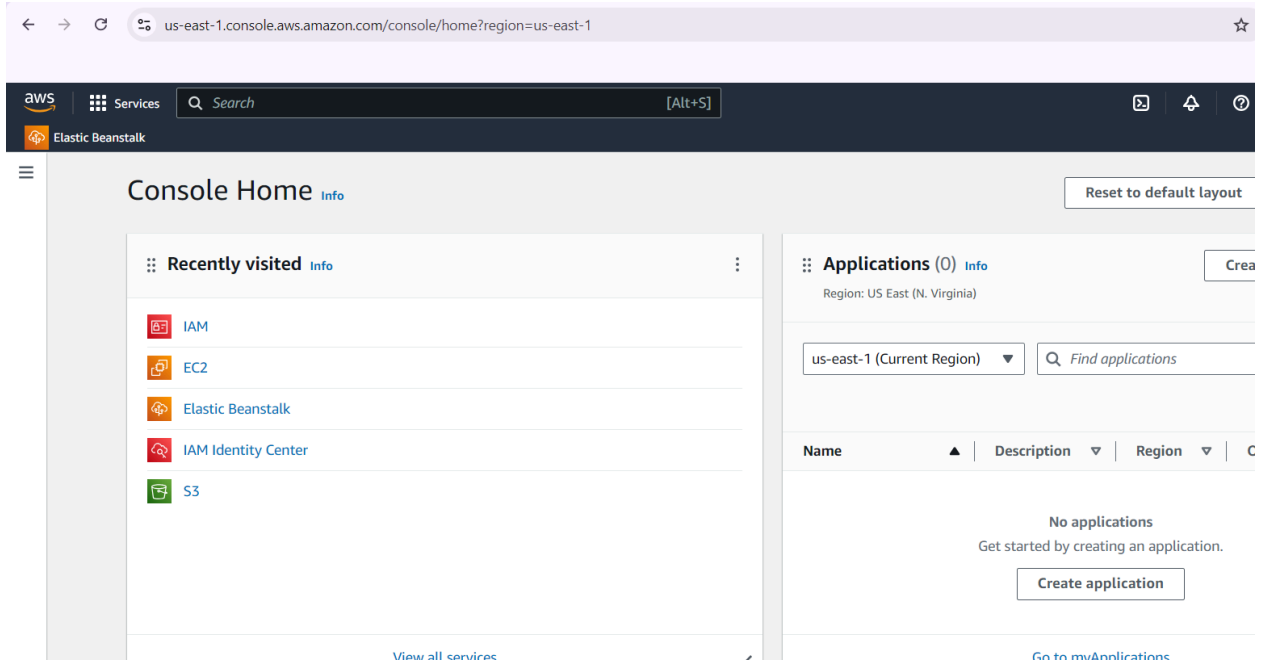 us-east-1.console.aws.amazon.com/console/home?region=us-east-1
aws Services Search [Alt+S]
Elastic Beanstalk
Console Home Info
Reset to default layout
Recently visited Info
IAM
EC2
Elastic Beanstalk
IAM Identity Center
S3
View all services
Applications (0) Info
Crea
Region: US East (N. Virginia)
us-east-1 (Current Region) Find applications
Name Description Region
No applications
Get started by creating an application.
Create application
Go to myApplications